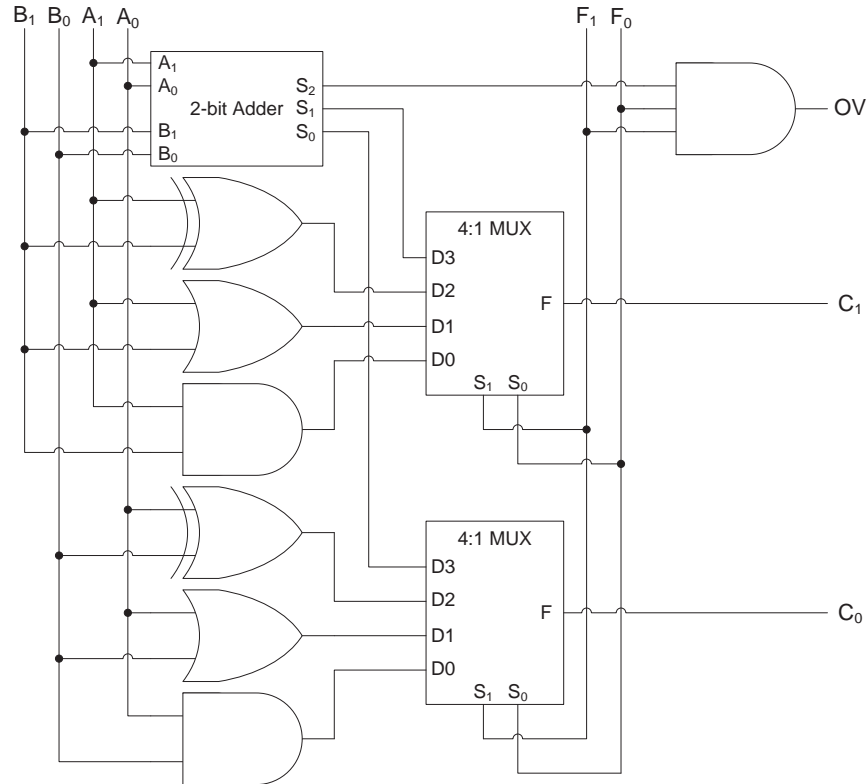 B₁ B₀ A₁ A₀ F₁ F₀
A₁
A₀
2-bit Adder
B₁
B₀
S₂
S₁
S₀
OV
4:1 MUX
D3
D2
D1
D0
F
S₁ S₀
C₁
4:1 MUX
D3
D2
D1
D0
F
S₁ S₀
C₀